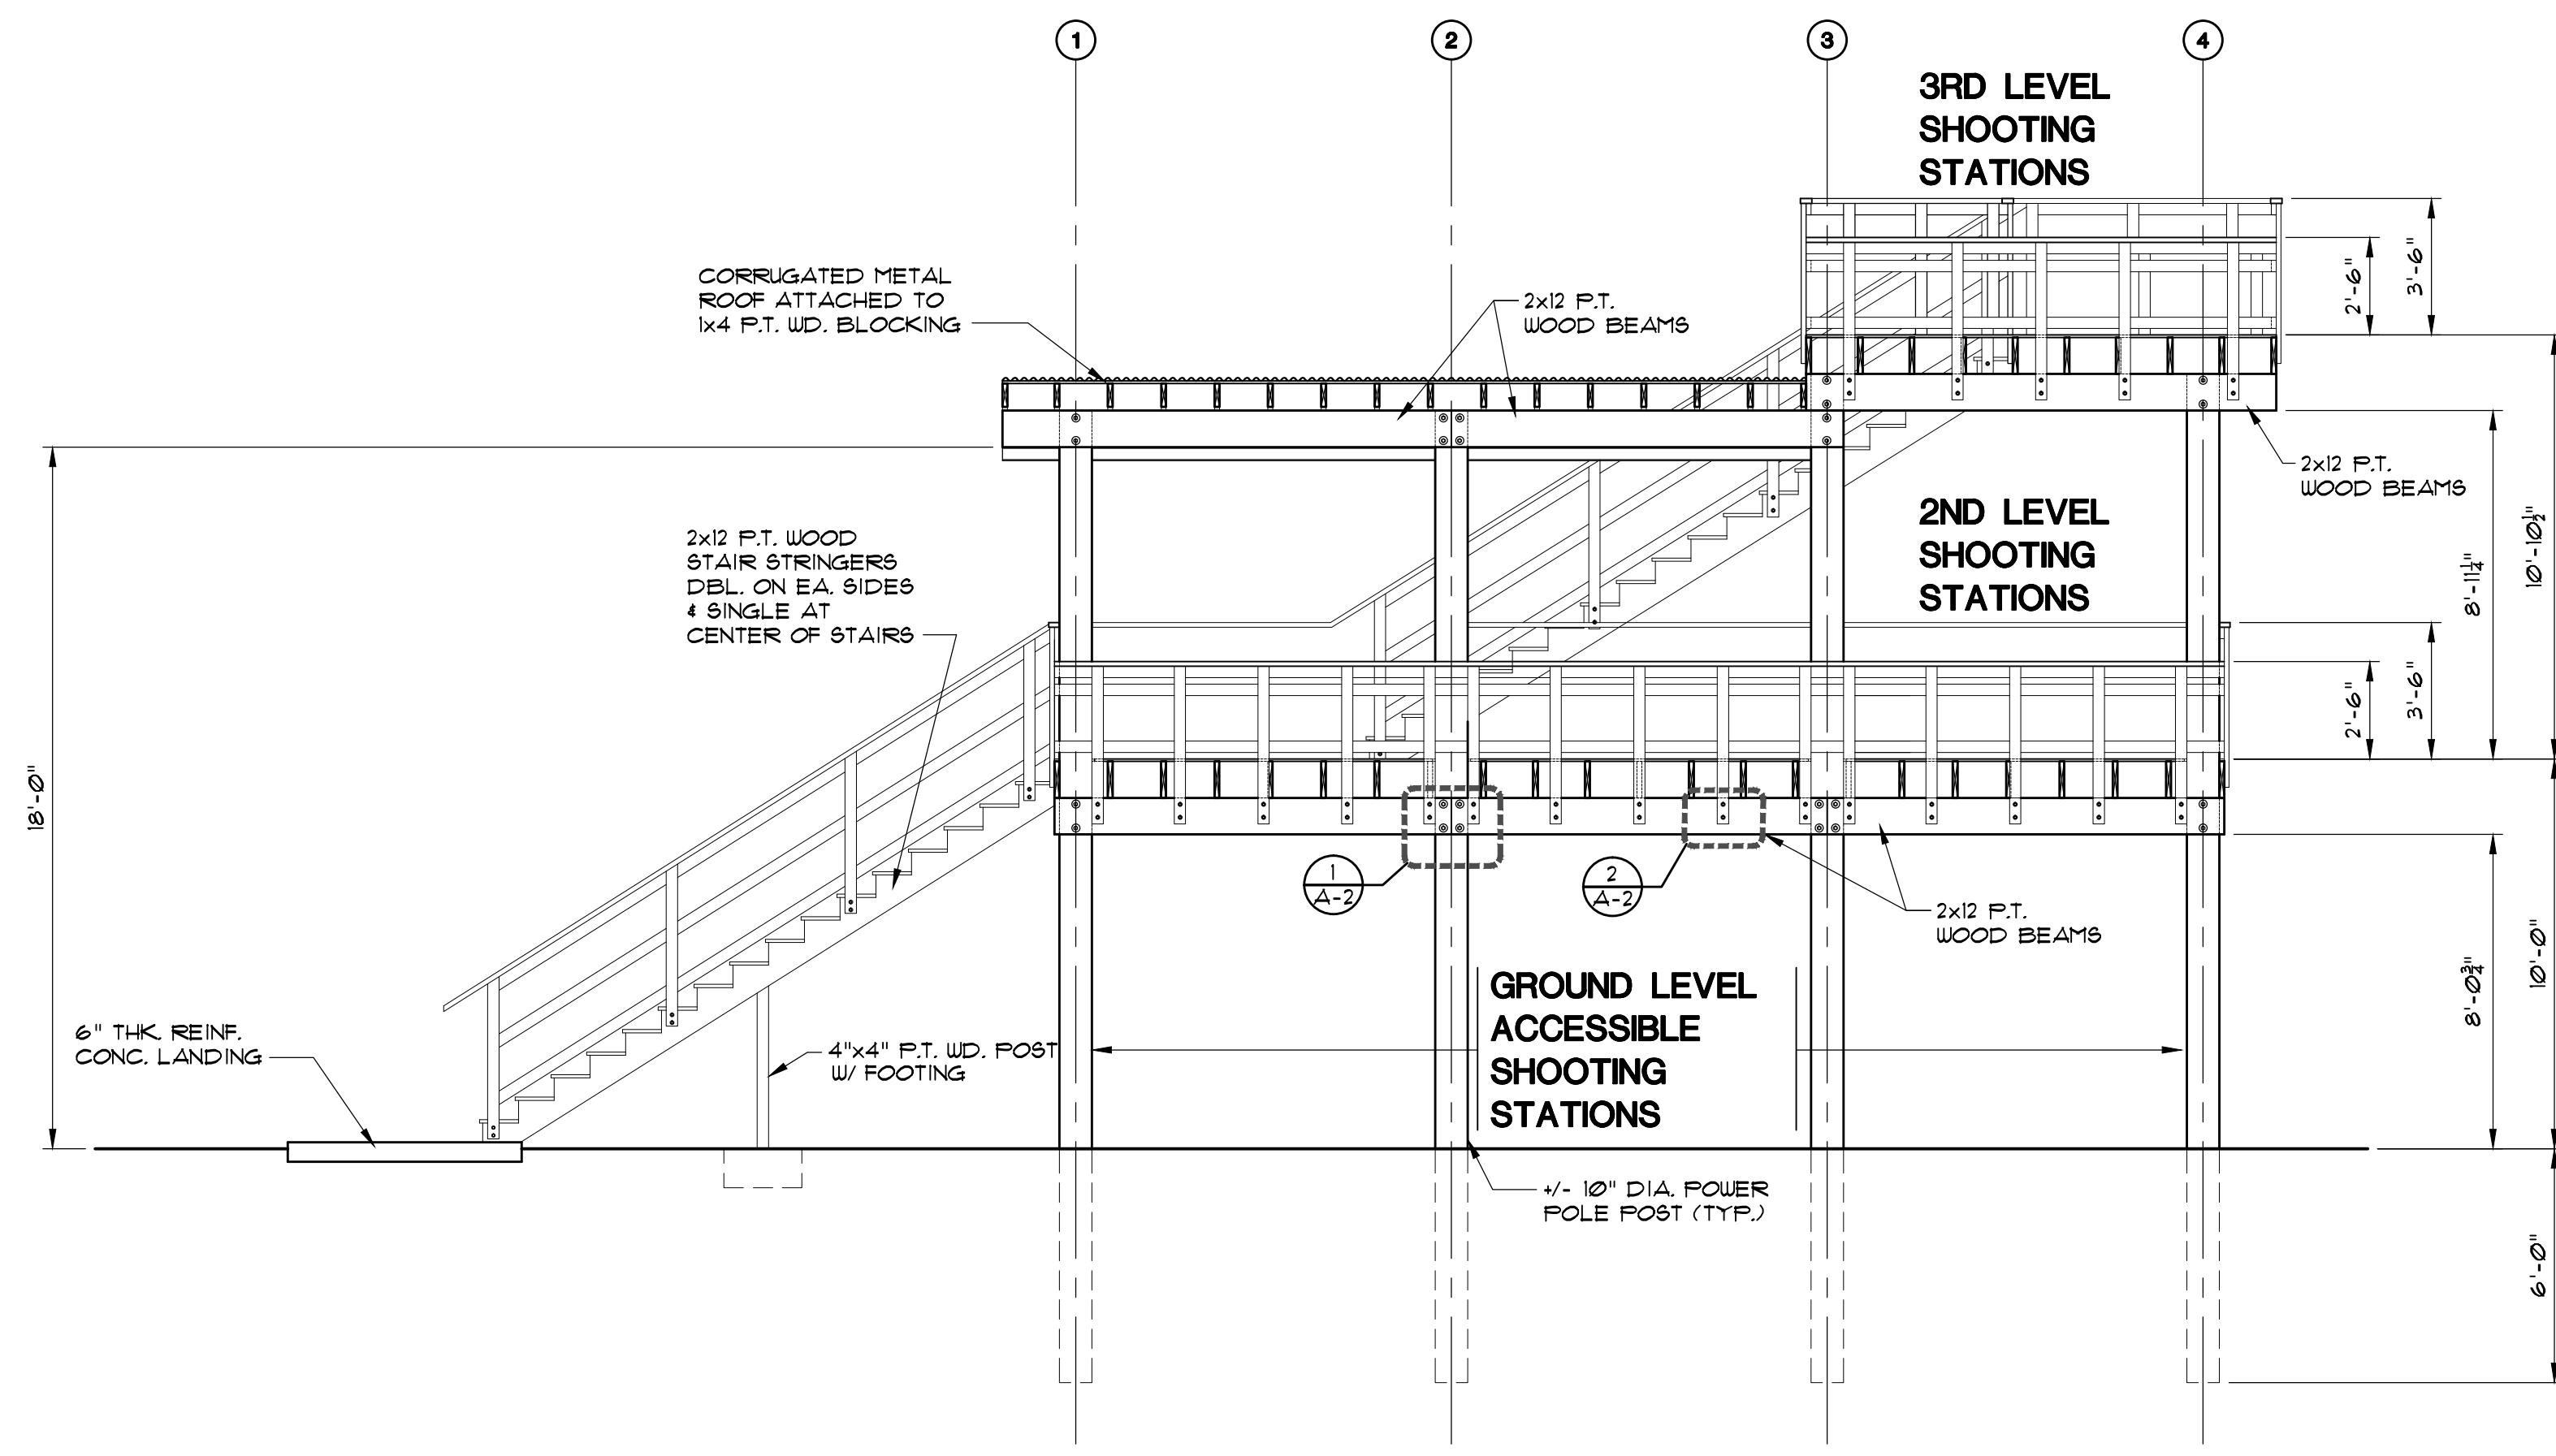 1
2
3
4
3RD LEVEL
SHOOTING
STATIONS
CORRUGATED METAL
ROOF ATTACHED TO
1x4 P.T. WD. BLOCKING
2x12 P.T.
WOOD BEAMS
2'-6"
3'-6"
2x12 P.T.
WOOD BEAMS
2ND LEVEL
SHOOTING
STATIONS
2x12 P.T. WOOD
STAIR STRINGERS
DBL. ON EA. SIDES
& SINGLE AT
CENTER OF STAIRS
8'-11¼"
10'-10½"
2'-6"
3'-6"
18'-0"
1
A-2
2
A-2
2x12 P.T.
WOOD BEAMS
8'-0¾"
10'-0"
GROUND LEVEL
ACCESSIBLE
SHOOTING
STATIONS
6" THK. REINF.
CONC. LANDING
4"x4" P.T. WD. POST
W/ FOOTING
+/- 10" DIA. POWER
POLE POST (TYP.)
6'-0"